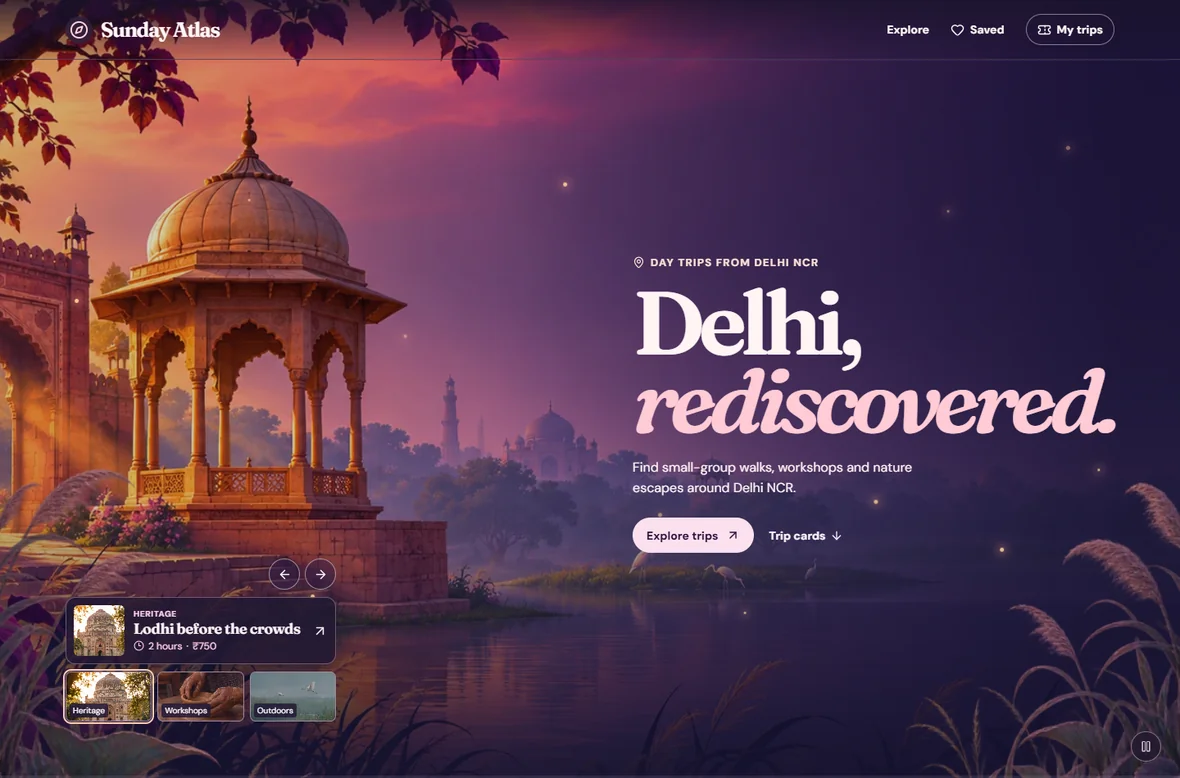 Sunday Atlas
Explore
Saved
My trips
DAY TRIPS FROM DELHI NCR
Delhi,
rediscovered.
Find small-group walks, workshops and nature
escapes around Delhi NCR.
Explore trips
Trip cards
HERITAGE
Lodhi before the crowds
2 hours · ₹750
Heritage
Workshops
Outdoors